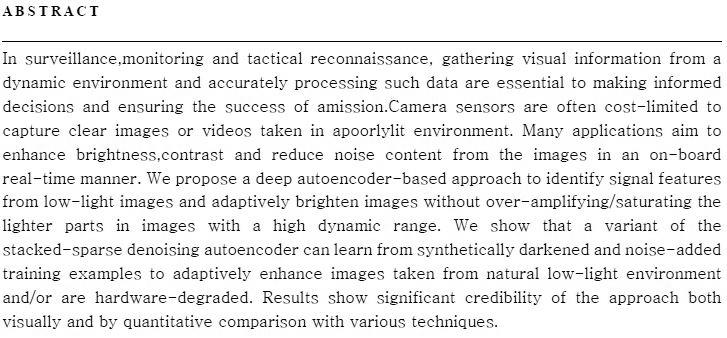 ABSTRACT
In surveillance,monitoring and tactical reconnaissance, gathering visual information from a
dynamic environment and accurately processing such data are essential to making informed
decisions and ensuring the success of amission.Camera sensors are often cost-limited to
capture clear images or videos taken in apoorlylit environment. Many applications aim to
enhance brightness,contrast and reduce noise content from the images in an on-board
real-time manner. We propose a deep autoencoder-based approach to identify signal features
from low-light images and adaptively brighten images without over-amplifying/saturating the
lighter parts in images with a high dynamic range. We show that a variant of the
stacked-sparse denoising autoencoder can learn from synthetically darkened and noise-added
training examples to adaptively enhance images taken from natural low-light environment
and/or are hardware-degraded. Results show significant credibility of the approach both
visually and by quantitative comparison with various techniques.